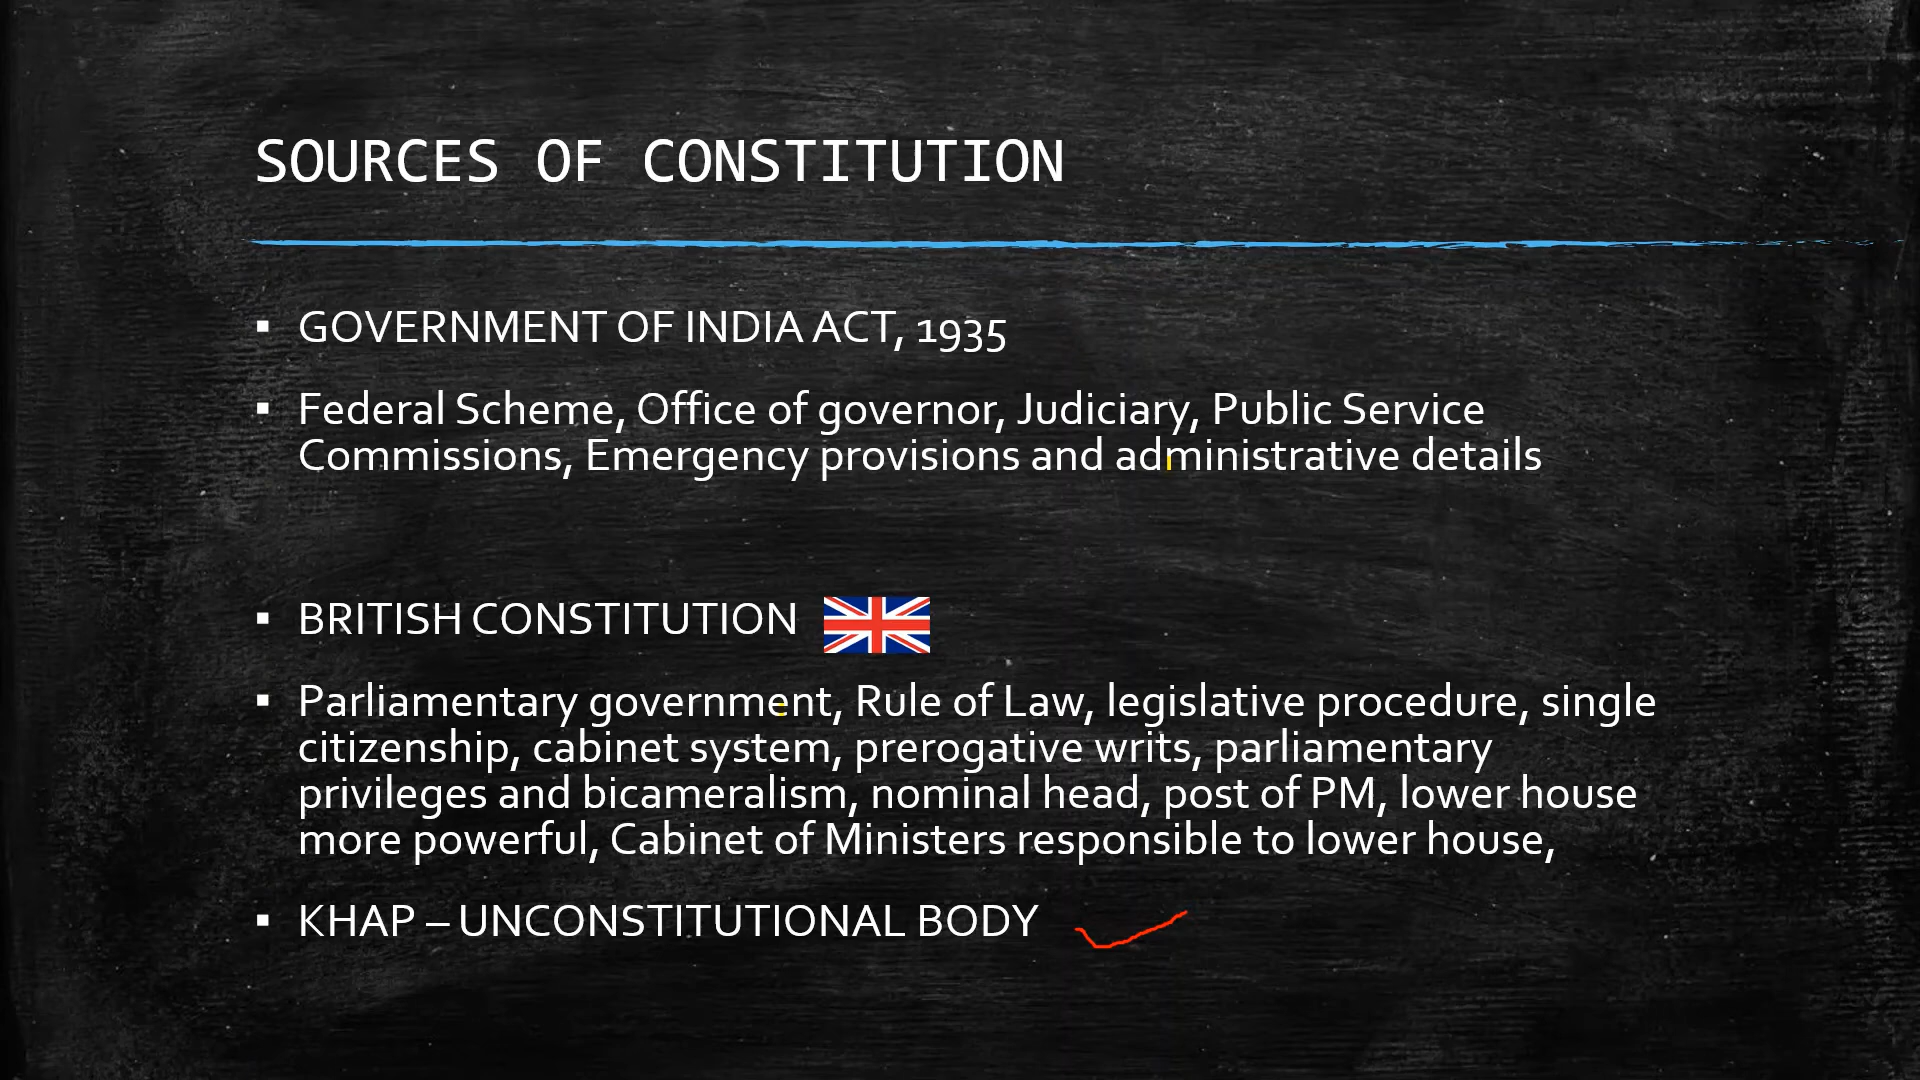 SOURCES OF CONSTITUTION
▪ GOVERNMENT OF INDIA ACT, 1935
▪ Federal Scheme, Office of governor, Judiciary, Public Service
Commissions, Emergency provisions and administrative details
▪ BRITISH CONSTITUTION
▪ Parliamentary government, Rule of Law, legislative procedure, single
citizenship, cabinet system, prerogative writs, parliamentary
privileges and bicameralism, nominal head, post of PM, lower house
more powerful, Cabinet of Ministers responsible to lower house,
▪ KHAP – UNCONSTITUTIONAL BODY